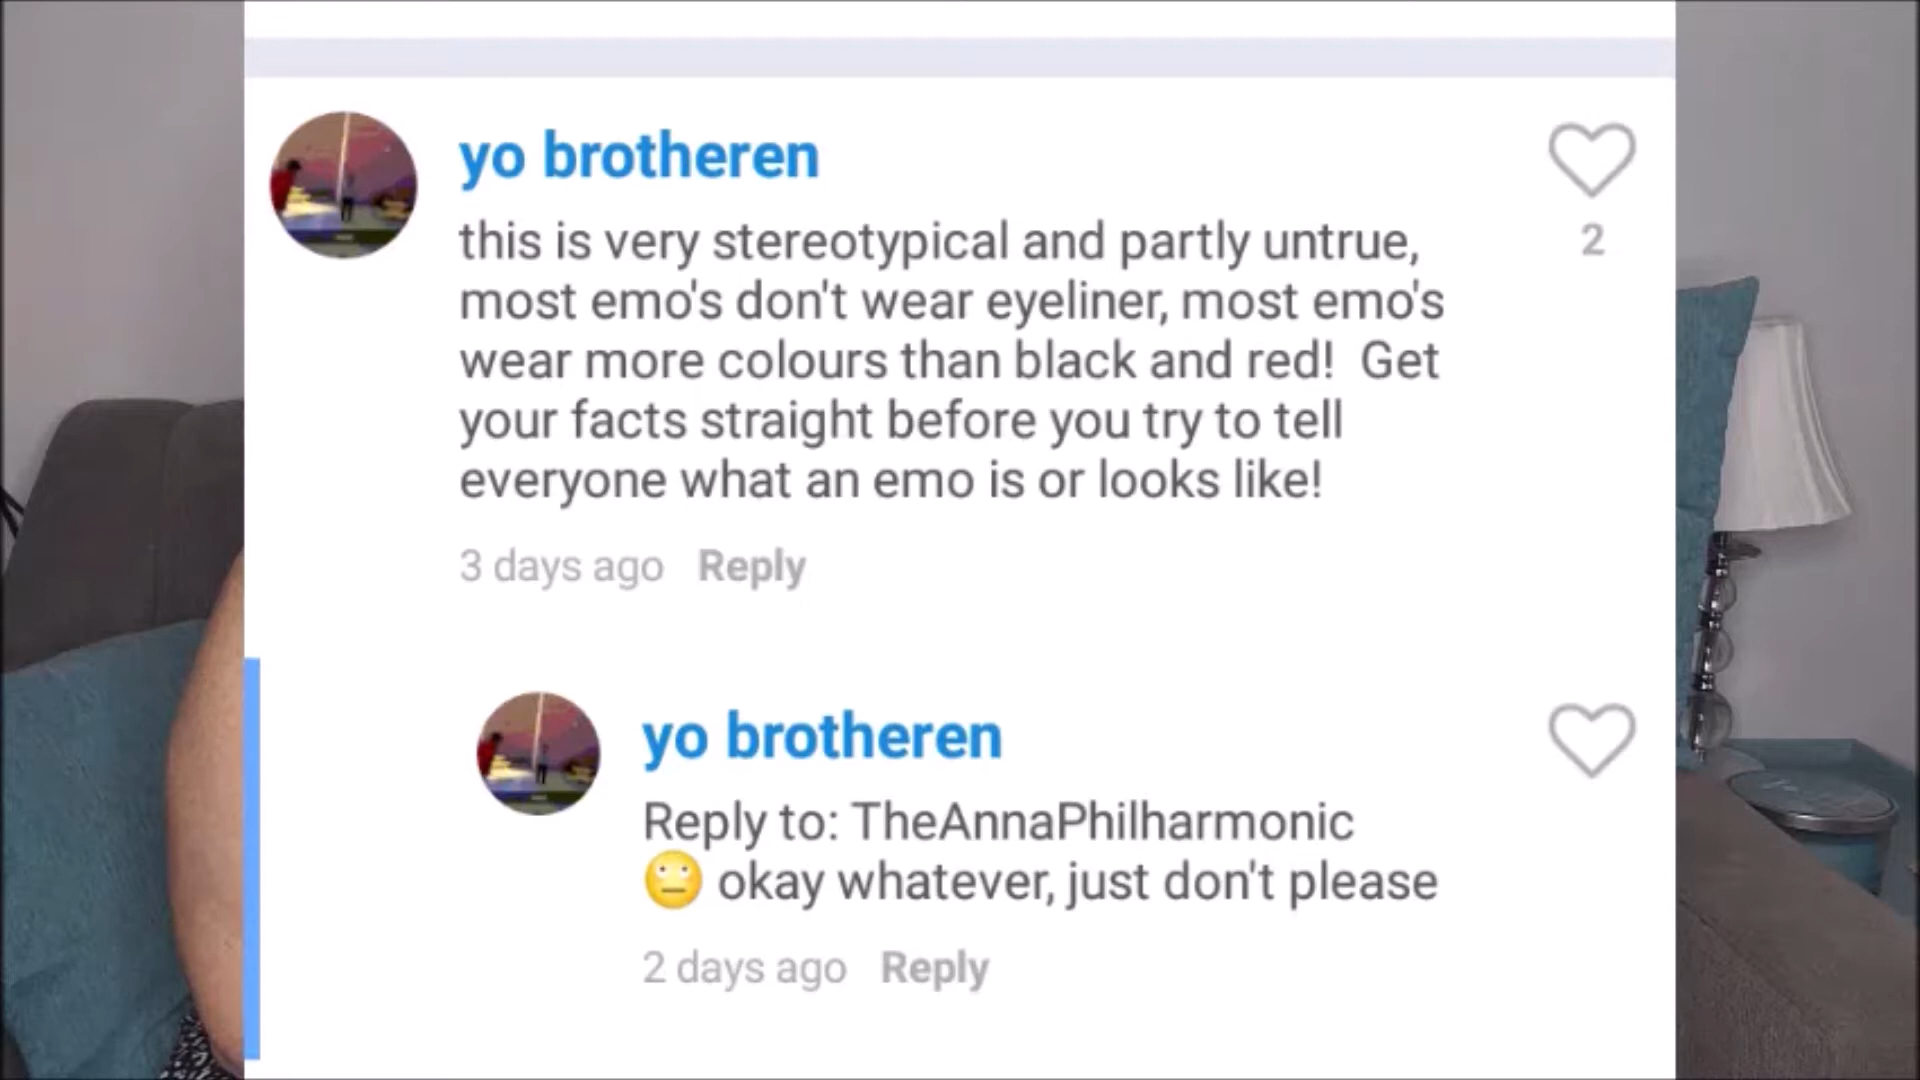 yo brotheren
2
this is very stereotypical and partly untrue,
most emo's don't wear eyeliner, most emo's
wear more colours than black and red!  Get
your facts straight before you try to tell
everyone what an emo is or looks like!
3 days ago Reply
yo brotheren
Reply to: TheAnnaPhilharmonic
🙄 okay whatever, just don't please
2 days ago Reply